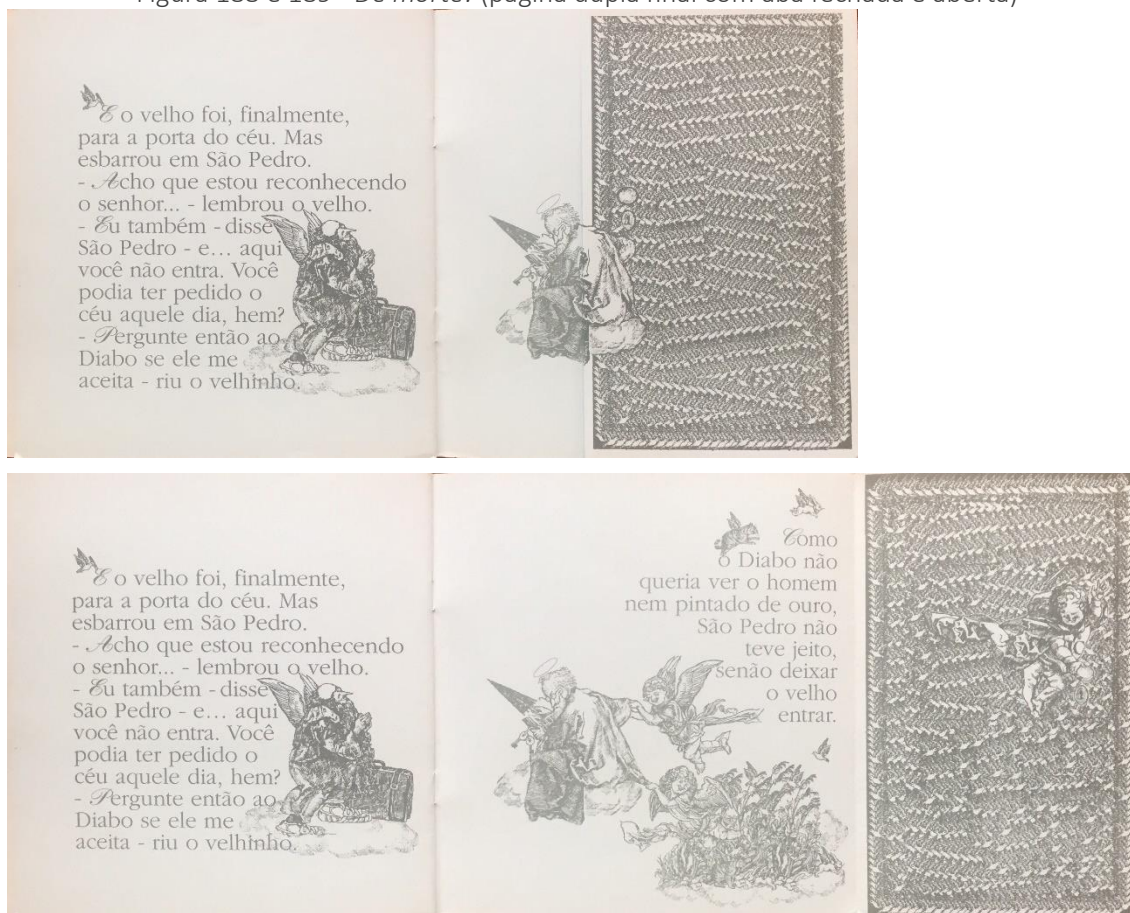 Figura 188 e 189 - De morte! (página dupla final com aba fechada e aberta)
E o velho foi, finalmente,
para a porta do céu. Mas
esbarrou em São Pedro.
- Acho que estou reconhecendo
o senhor... - lembrou o velho.
- Eu também - disse
São Pedro - e... aqui
você não entra. Você
podia ter pedido o
céu aquele dia, hem?
- Pergunte então ao
Diabo se ele me
aceita - riu o velhinho.
E o velho foi, finalmente,
para a porta do céu. Mas
esbarrou em São Pedro.
- Acho que estou reconhecendo
o senhor... - lembrou o velho.
- Eu também - disse
São Pedro - e... aqui
você não entra. Você
podia ter pedido o
céu aquele dia, hem?
- Pergunte então ao
Diabo se ele me
aceita - riu o velhinho.
Como
o Diabo não
queria ver o homem
nem pintado de ouro,
São Pedro não
teve jeito,
senão deixar
o velho
entrar.